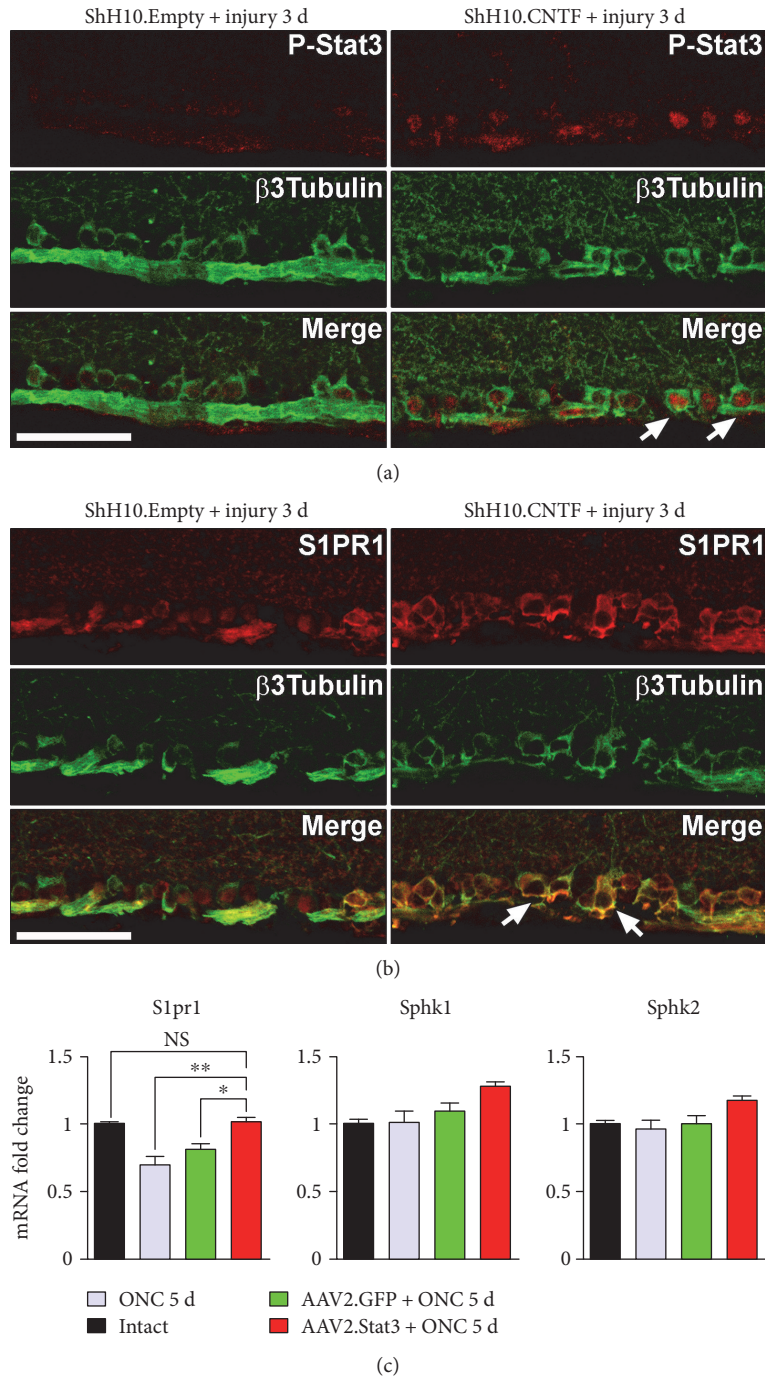 ShH10.Empty + injury 3 d
ShH10.CNTF + injury 3 d
P-Stat3
P-Stat3
β3Tubulin
β3Tubulin
Merge
Merge
(a)
ShH10.Empty + injury 3 d
ShH10.CNTF + injury 3 d
S1PR1
S1PR1
β3Tubulin
β3Tubulin
Merge
Merge
(b)
S1pr1
Sphk1
Sphk2
mRNA fold change
1.5
1
0.5
0
NS
**
*
1.5
1
0.5
0
1.5
1
0.5
0
ONC 5 d
AAV2.GFP + ONC 5 d
Intact
AAV2.Stat3 + ONC 5 d
(c)